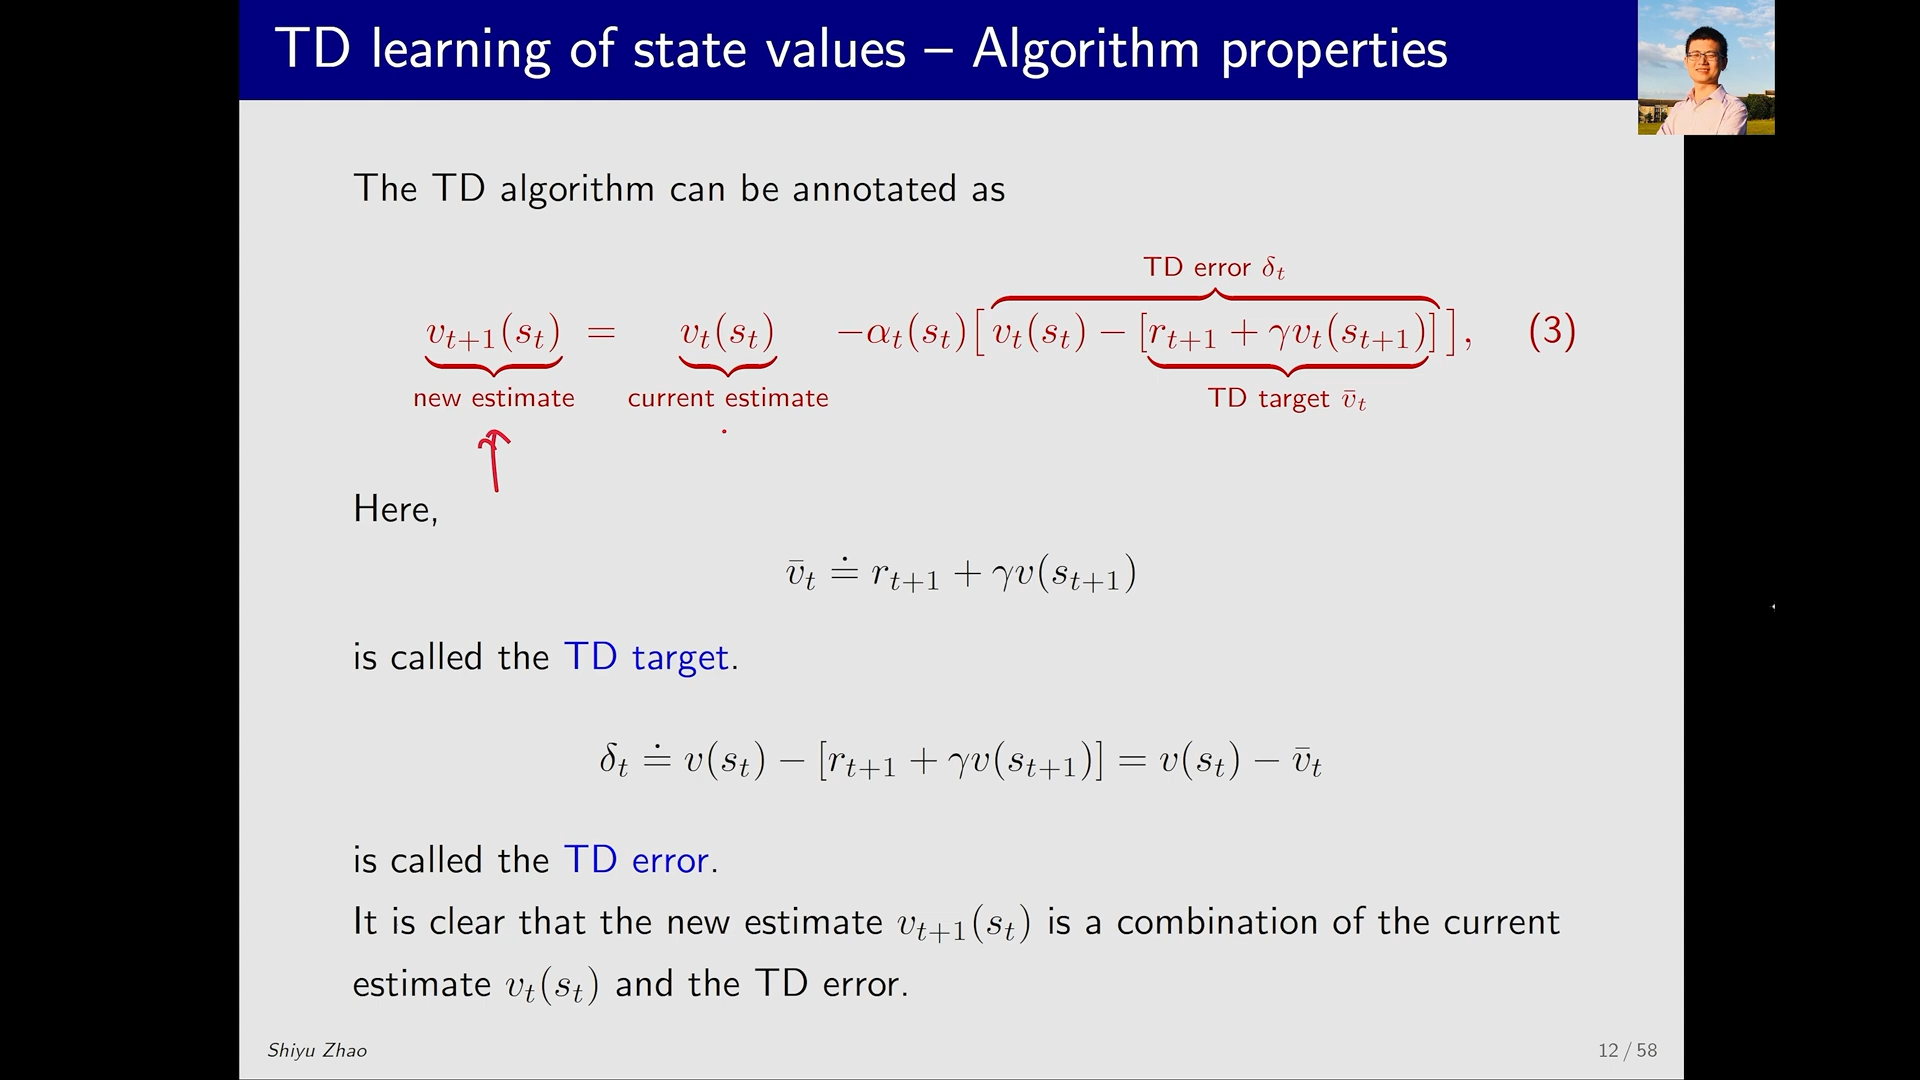 TD learning of state values – Algorithm properties
The TD algorithm can be annotated as
TD error δ_t
v_{t+1}(s_t) = v_t(s_t) −α_t(s_t)[v_t(s_t) − [r_{t+1} + γv_t(s_{t+1})]], (3)
new estimate current estimate TD target v̄_t
Here,
v̄_t ≐ r_{t+1} + γv(s_{t+1})
is called the TD target.
δ_t ≐ v(s_t) − [r_{t+1} + γv(s_{t+1})] = v(s_t) − v̄_t
is called the TD error.
It is clear that the new estimate v_{t+1}(s_t) is a combination of the current
estimate v_t(s_t) and the TD error.
Shiyu Zhao 12 / 58